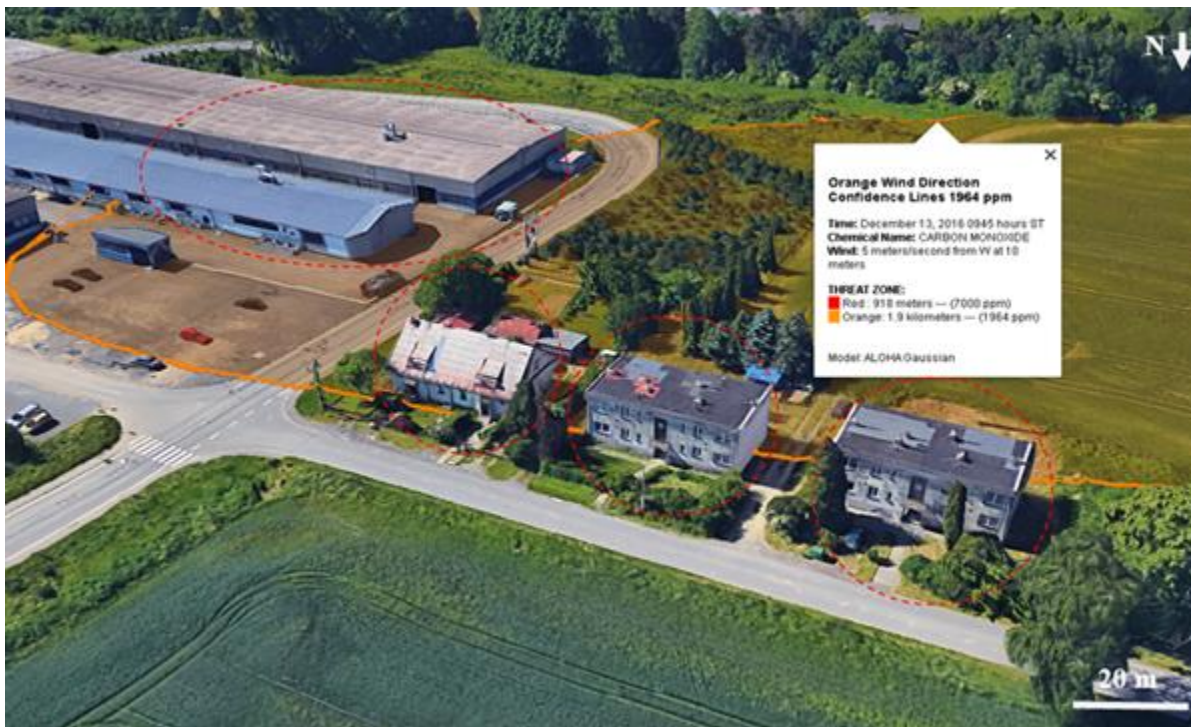 N
Orange Wind Direction
Confidence Lines 1964 ppm
Time: December 13, 2016 0945 hours ST
Chemical Name: CARBON MONOXIDE
Wind: 5 meters/second from W at 10
meters
THREAT ZONE:
Red : 918 meters --- (7000 ppm)
Orange: 1.9 kilometers --- (1964 ppm)
Model: ALOHA Gaussian
20 m